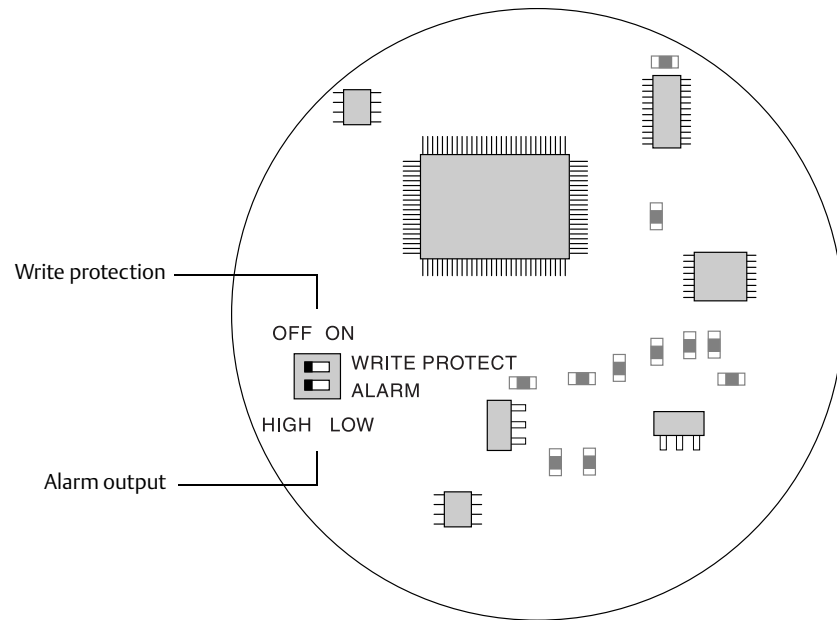 Write protection
OFF ON
WRITE PROTECT
ALARM
HIGH LOW
Alarm output